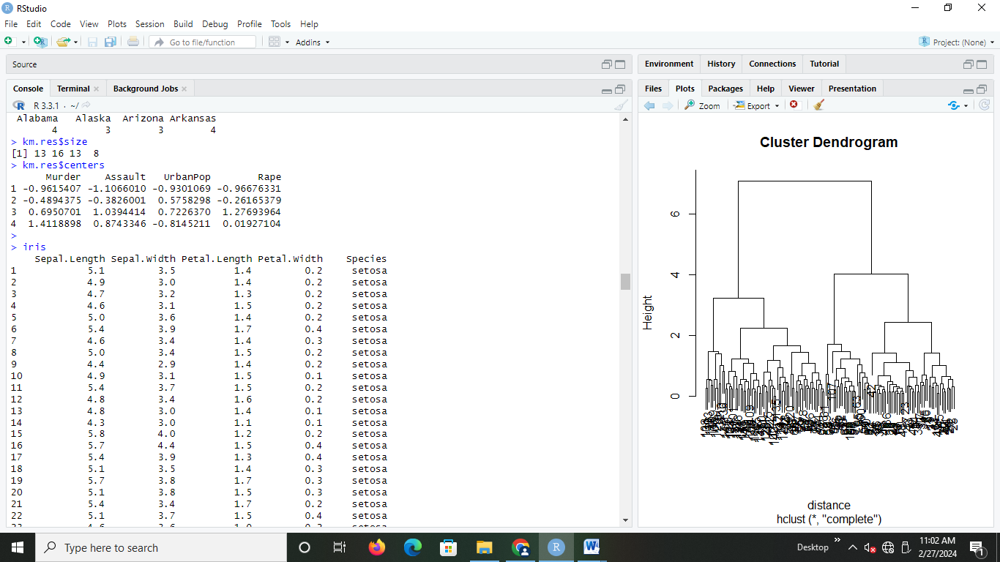 RStudio
File Edit Code View Plots Session Build Debug Profile Tools Help
Go to file/function Addins Project: (None)
Source
Console Terminal Background Jobs
R 3.3.1 · ~/
Alabama Alaska Arizona Arkansas
4 3 3 4
> km.res$size
[1] 13 16 13 8
> km.res$centers
Murder Assault UrbanPop Rape
1 -0.9615407 -1.1066010 -0.9301069 -0.96676331
2 -0.4894375 -0.3826001 0.5758298 -0.26165379
3 0.6950701 1.0394414 0.7226370 1.27693964
4 1.4118898 0.8743346 -0.8145211 0.01927104
>
> iris
Sepal.Length Sepal.Width Petal.Length Petal.Width Species
1 5.1 3.5 1.4 0.2 setosa
2 4.9 3.0 1.4 0.2 setosa
3 4.7 3.2 1.3 0.2 setosa
4 4.6 3.1 1.5 0.2 setosa
5 5.0 3.6 1.4 0.2 setosa
6 5.4 3.9 1.7 0.4 setosa
7 4.6 3.4 1.4 0.3 setosa
8 5.0 3.4 1.5 0.2 setosa
9 4.4 2.9 1.4 0.2 setosa
10 4.9 3.1 1.5 0.1 setosa
11 5.4 3.7 1.5 0.2 setosa
12 4.8 3.4 1.6 0.2 setosa
13 4.8 3.0 1.4 0.1 setosa
14 4.3 3.0 1.1 0.1 setosa
15 5.8 4.0 1.2 0.2 setosa
16 5.7 4.4 1.5 0.4 setosa
17 5.4 3.9 1.3 0.4 setosa
18 5.1 3.5 1.4 0.3 setosa
19 5.7 3.8 1.7 0.3 setosa
20 5.1 3.8 1.5 0.3 setosa
21 5.4 3.4 1.7 0.2 setosa
22 5.1 3.7 1.5 0.4 setosa
Environment History Connections Tutorial
Files Plots Packages Help Viewer Presentation
Zoom Export
Cluster Dendrogram
Height
6
4
2
0
107
42
distance
hclust (*, "complete")
Type here to search
Desktop
11:02 AM
2/27/2024
1